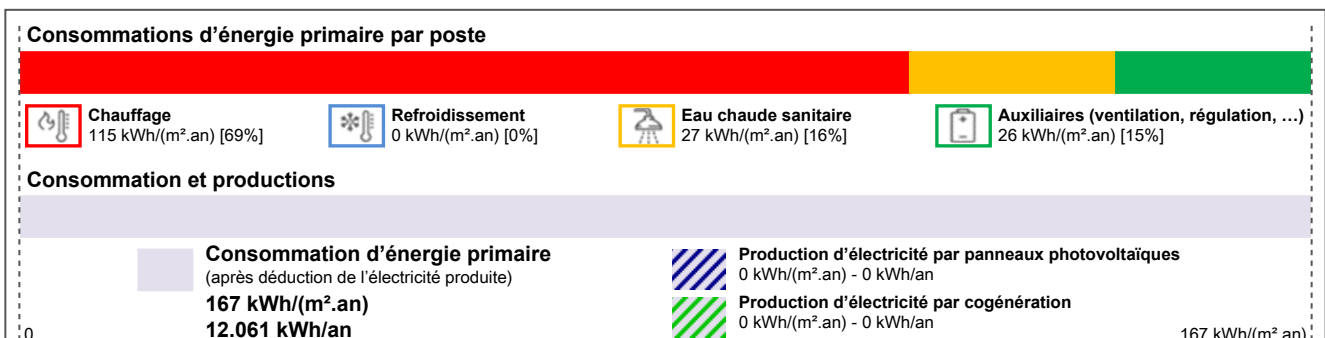 Consommations d'énergie primaire par poste
Chauffage
115 kWh/(m².an) [69%]
Refroidissement
0 kWh/(m².an) [0%]
Eau chaude sanitaire
27 kWh/(m².an) [16%]
Auxiliaires (ventilation, régulation, …)
26 kWh/(m².an) [15%]
Consommation et productions
Consommation d'énergie primaire
(après déduction de l'électricité produite)
167 kWh/(m².an)
12.061 kWh/an
Production d'électricité par panneaux photovoltaïques
0 kWh/(m².an) - 0 kWh/an
Production d'électricité par cogénération
0 kWh/(m².an) - 0 kWh/an
0
167 kWh/(m².an)